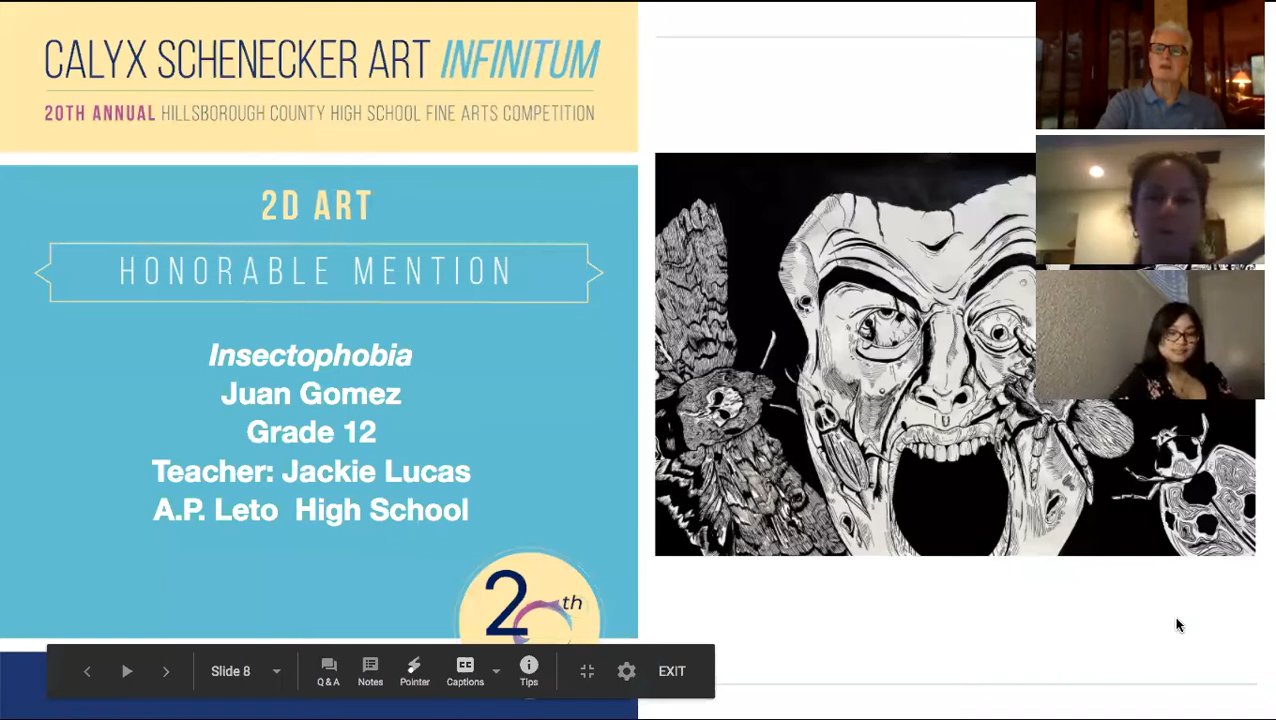 CALYX SCHENECKER ART INFINITUM
20TH ANNUAL HILLSBOROUGH COUNTY HIGH SCHOOL FINE ARTS COMPETITION
2D ART
HONORABLE MENTION
Insectophobia
Juan Gomez
Grade 12
Teacher: Jackie Lucas
A.P. Leto  High School
20th
Slide 8
Q&A
Notes
Pointer
CC
Captions
Tips
EXIT